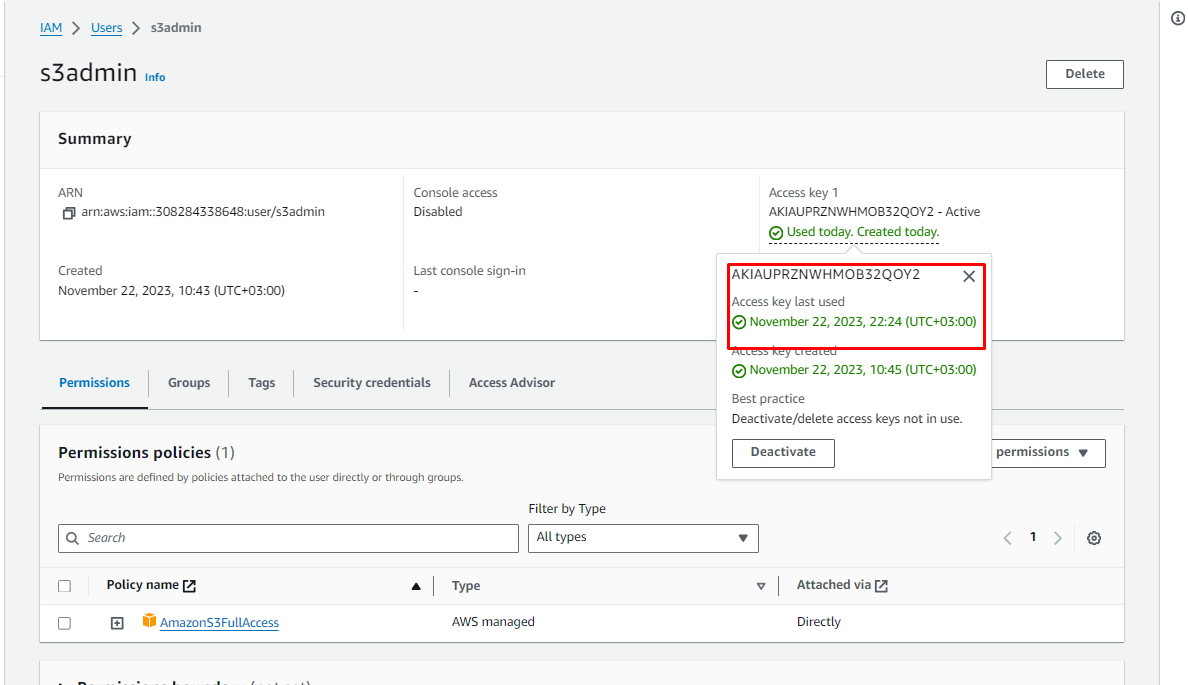 IAM > Users > s3admin
s3admin Info
Delete
Summary
ARN
arn:aws:iam::308284338648:user/s3admin
Console access
Disabled
Access key 1
AKIAUPRZNWHMOB32QOY2 - Active
Used today. Created today.
Created
November 22, 2023, 10:43 (UTC+03:00)
Last console sign-in
-
AKIAUPRZNWHMOB32QOY2
Access key last used
November 22, 2023, 22:24 (UTC+03:00)
Access key created
November 22, 2023, 10:45 (UTC+03:00)
Best practice
Deactivate/delete access keys not in use.
Deactivate
Permissions Groups Tags Security credentials Access Advisor
Permissions policies (1)
permissions
Permissions are defined by policies attached to the user directly or through groups.
Filter by Type
Search
All types
1
Policy name Type Attached via
AmazonS3FullAccess AWS managed Directly